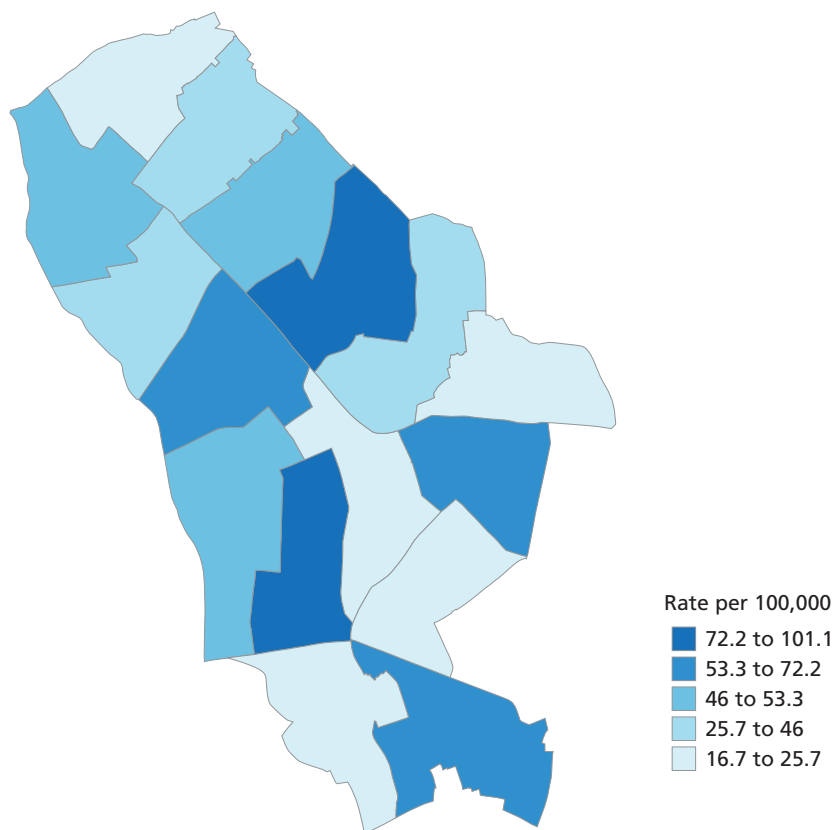 Rate per 100,000
72.2 to 101.1
53.3 to 72.2
46 to 53.3
25.7 to 46
16.7 to 25.7